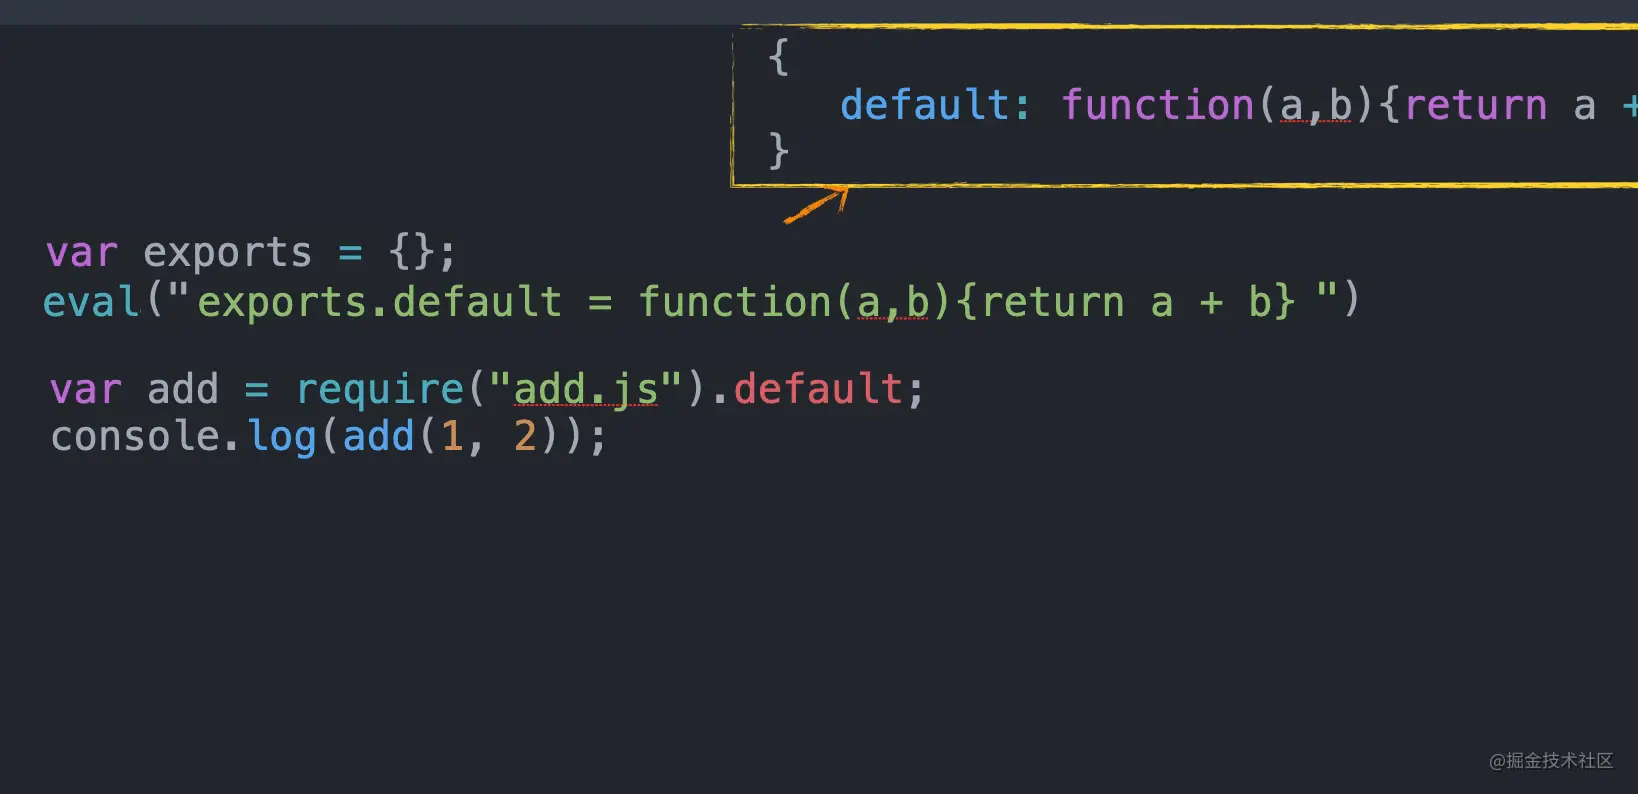 {
default: function(a,b){return a +
}
var exports = {};
eval("exports.default = function(a,b){return a + b} ")
var add = require("add.js").default;
console.log(add(1, 2));
@掘金技术社区